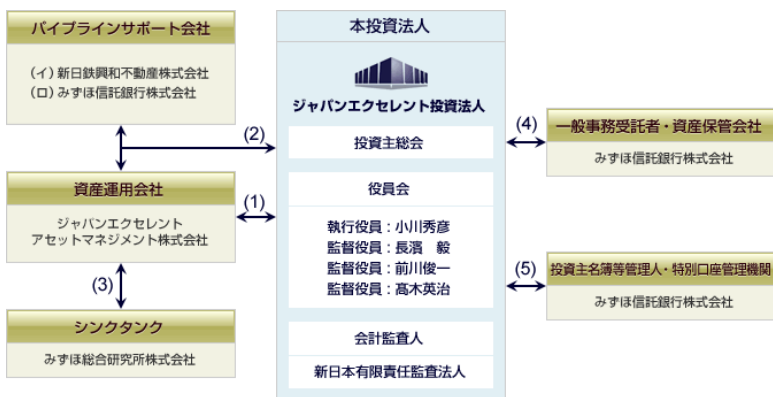 パイプラインサポート会社
(イ)新日鉄興和不動産株式会社
(ロ)みずほ信託銀行株式会社
(2)
資産運用会社
ジャパンエクセレント
アセットマネジメント株式会社
(1)
(3)
シンクタンク
みずほ総合研究所株式会社
本投資法人
ジャパンエクセレント投資法人
投資主総会
役員会
執行役員：小川秀彦
監督役員：長濱　毅
監督役員：前川俊一
監督役員：髙木英治
会計監査人
新日本有限責任監査法人
(4)
一般事務受託者・資産保管会社
みずほ信託銀行株式会社
(5)
投資主名簿等管理人・特別口座管理機関
みずほ信託銀行株式会社